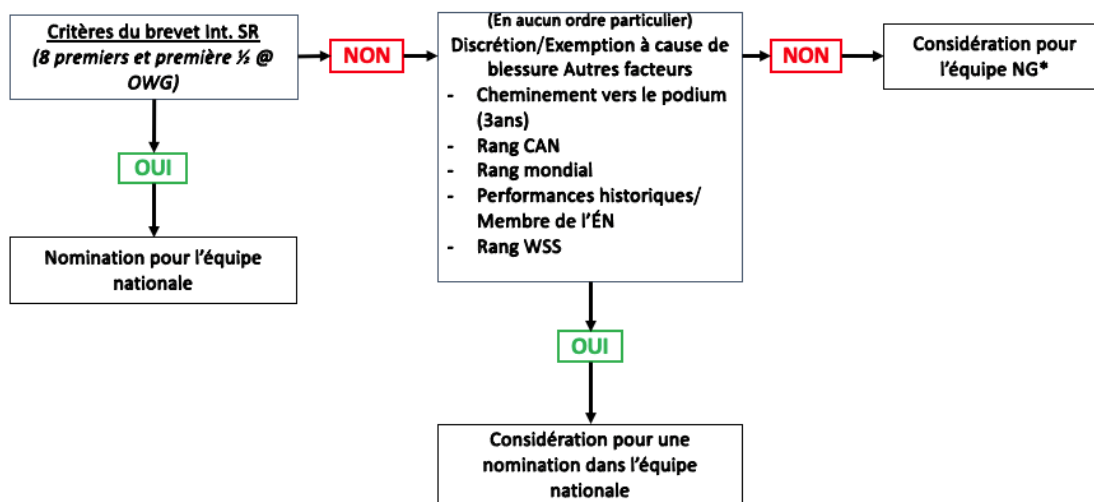 Critères du brevet Int. SR
(8 premiers et première ½ @
OWG)
NON
(En aucun ordre particulier)
Discrétion/Exemption à cause de
blessure Autres facteurs
- Cheminement vers le podium
(3ans)
- Rang CAN
- Rang mondial
- Performances historiques/
Membre de l'ÉN
- Rang WSS
NON
Considération pour
l'équipe NG*
OUI
Nomination pour l'équipe
nationale
OUI
Considération pour une
nomination dans l'équipe
nationale